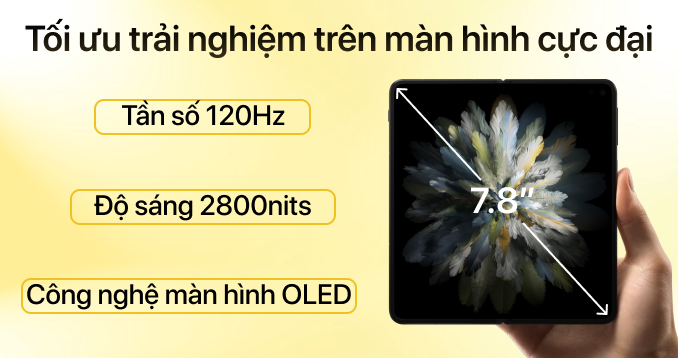 Tối ưu trải nghiệm trên màn hình cực đại
Tần số 120Hz
Độ sáng 2800nits
Công nghệ màn hình OLED
7.8"